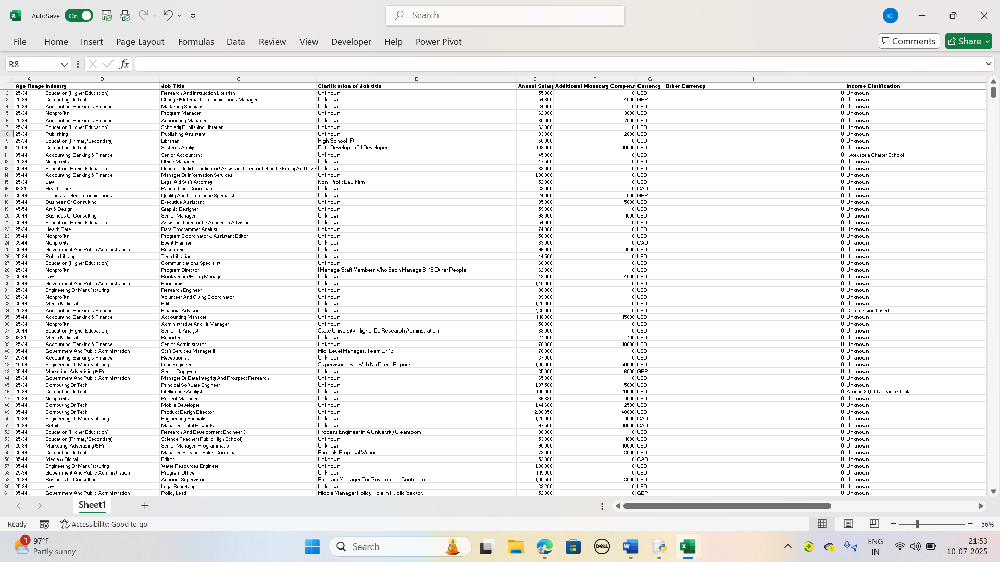 AutoSave On Search KC
File Home Insert Page Layout Formulas Data Review View Developer Help Power Pivot Comments Share
R8 fx
A B C D E F G H
1 Age Range Industry Job Title Clarification of Job title Annual Salary Additional Monetary Compens Currency Other Currency Income Clarification
2 25-34 Education (Higher Education) Research And Instruction Librarian Unknown 55,000 0 USD 0 Unknown
3 25-34 Computing Or Tech Change & Internal Communications Manager Unknown 54,600 4000 GBP 0 Unknown
4 25-34 Accounting, Banking & Finance Marketing Specialist Unknown 34,000 0 USD 0 Unknown
5 25-34 Nonprofits Program Manager Unknown 62,000 3000 USD 0 Unknown
6 25-34 Accounting, Banking & Finance Accounting Manager Unknown 60,000 7000 USD 0 Unknown
7 25-34 Education (Higher Education) Scholarly Publishing Librarian Unknown 62,000 0 USD 0 Unknown
8 25-34 Publishing Publishing Assistant Unknown 33,000 2000 USD 0 Unknown
9 25-34 Education (Primary/Secondary) Librarian High School, Ft 50,000 0 USD 0 Unknown
10 45-54 Computing Or Tech Systems Analyst Data Developer/Etl Developer 1,12,000 10000 USD 0 Unknown
11 35-44 Accounting, Banking & Finance Senior Accountant Unknown 45,000 0 USD 0 I work for a Charter School
12 25-34 Nonprofits Office Manager Unknown 47,500 0 USD 0 Unknown
13 35-44 Education (Higher Education) Deputy Title Ix Coordinator/ Assistant Director Office Of Equity And Dive Unknown 62,000 0 USD 0 Unknown
14 35-44 Accounting, Banking & Finance Manager Of Information Services Unknown 1,00,000 0 USD 0 Unknown
15 25-34 Law Legal Aid Staff Attorney Non-Profit Law Firm 52,000 0 USD 0 Unknown
16 18-24 Health Care Patient Care Coordinator Unknown 32,000 0 CAD 0 Unknown
17 35-44 Utilities & Telecommunications Quality And Compliance Specialist Unknown 24,000 500 GBP 0 Unknown
18 35-44 Business Or Consulting Executive Assistant Unknown 85,000 5000 USD 0 Unknown
19 45-54 Art & Design Graphic Designer Unknown 59,000 0 USD 0 Unknown
20 35-44 Business Or Consulting Senior Manager Unknown 98,000 1000 USD 0 Unknown
21 35-44 Education (Higher Education) Assistant Director Of Academic Advising Unknown 54,000 0 USD 0 Unknown
22 25-34 Health Care Data Programmer Analyst Unknown 74,000 0 USD 0 Unknown
23 35-44 Nonprofits Program Coordinator & Assistant Editor Unknown 50,000 0 USD 0 Unknown
24 35-44 Nonprofits Event Planner Unknown 63,000 0 CAD 0 Unknown
25 35-44 Government And Public Administration Researcher Unknown 96,000 1000 USD 0 Unknown
26 25-34 Public Library Teen Librarian Unknown 44,500 0 USD 0 Unknown
27 35-44 Education (Higher Education) Communications Specialist Unknown 60,000 0 USD 0 Unknown
28 25-34 Nonprofits Program Director I Manage Staff Members Who Each Manage 8-15 Other People. 62,000 0 USD 0 Unknown
29 35-44 Law Bookkeeper/Billing Manager Unknown 48,000 4000 USD 0 Unknown
30 35-44 Government And Public Administration Economist Unknown 1,40,000 0 USD 0 Unknown
31 25-34 Engineering Or Manufacturing Research Engineer Unknown 80,000 0 USD 0 Unknown
32 25-34 Nonprofits Volunteer And Giving Coordinator Unknown 39,000 0 USD 0 Unknown
33 35-44 Media & Digital Editor Unknown 1,25,000 0 USD 0 Unknown
34 25-34 Accounting, Banking & Finance Financial Advisor Unknown 2,30,000 0 USD 0 Commission based
35 35-44 Accounting, Banking & Finance Accounting Manager Unknown 1,10,000 15000 USD 0 Unknown
36 25-34 Nonprofits Administrative And Hr Manager Unknown 50,000 0 USD 0 Unknown
37 35-44 Education (Higher Education) Senior Irb Analyst State University, Higher Ed Research Adminstration 68,000 0 USD 0 Unknown
38 18-24 Media & Digital Reporter Unknown 41,000 100 USD 0 Unknown
39 25-34 Accounting, Banking & Finance Senior Administrator Unknown 76,000 10000 USD 0 Unknown
40 35-44 Government And Public Administration Staff Services Manager Ii Mid-Level Manager, Team Of 13 78,000 0 USD 0 Unknown
41 25-34 Accounting, Banking & Finance Receptionist Unknown 37,000 0 USD 0 Unknown
42 45-54 Engineering Or Manufacturing Lead Engineer Supervisor Level With No Direct Reports 1,00,000 50000 USD 0 Unknown
43 35-44 Marketing, Advertising & Pr Senior Copywriter Unknown 35,000 6000 GBP 0 Unknown
44 25-34 Government And Public Administration Manager Of Data Integrity And Prospect Research Unknown 65,000 0 USD 0 Unknown
45 25-34 Computing Or Tech Principal Software Engineer Unknown 1,87,500 5000 USD 0 Unknown
46 25-34 Computing Or Tech Intelligence Analyst Unknown 1,10,000 20000 USD 0 Around 20,000 a year in stock
47 25-34 Nonprofits Project Manager Unknown 66,625 1500 USD 0 Unknown
48 35-44 Computing Or Tech Mobile Developer Unknown 1,44,600 2500 USD 0 Unknown
49 35-44 Computing Or Tech Product Design Director Unknown 2,00,850 40000 USD 0 Unknown
50 25-34 Engineering Or Manufacturing Engineering Specialist Unknown 1,20,000 1500 CAD 0 Unknown
51 25-34 Retail Manager, Total Rewards Unknown 97,500 10000 CAD 0 Unknown
52 35-44 Education (Higher Education) Research And Development Engineer 3 Process Engineer In A University Cleanroom 96,000 0 USD 0 Unknown
53 25-34 Education (Primary/Secondary) Science Teacher (Public High School) Unknown 53,000 1000 USD 0 Unknown
54 25-34 Marketing, Advertising & Pr Senior Manager, Programmatic Unknown 95,000 10000 USD 0 Unknown
55 35-44 Computing Or Tech Managed Services Sales Coordinator Primarily Proposal Writing 72,000 3000 USD 0 Unknown
56 35-44 Media & Digital Editor Unknown 52,000 0 CAD 0 Unknown
57 35-44 Engineering Or Manufacturing Water Resources Engineer Unknown 1,06,000 0 USD 0 Unknown
58 25-34 Government And Public Administration Program Officer Unknown 1,15,000 0 USD 0 Unknown
59 25-34 Business Or Consulting Account Supervisor Program Manager For Government Contractor 1,00,500 3000 USD 0 Unknown
60 25-34 Law Legal Secretary Unknown 33,200 0 USD 0 Unknown
61 35-44 Government And Public Administration Policy Lead Middle Manager Policy Role In Public Sector. 52,000 0 GBP 0 Unknown
Sheet1
Ready Accessibility: Good to go 56%
1 97°F Search DELL ENG 21:53
Partly sunny IN 10-07-2025